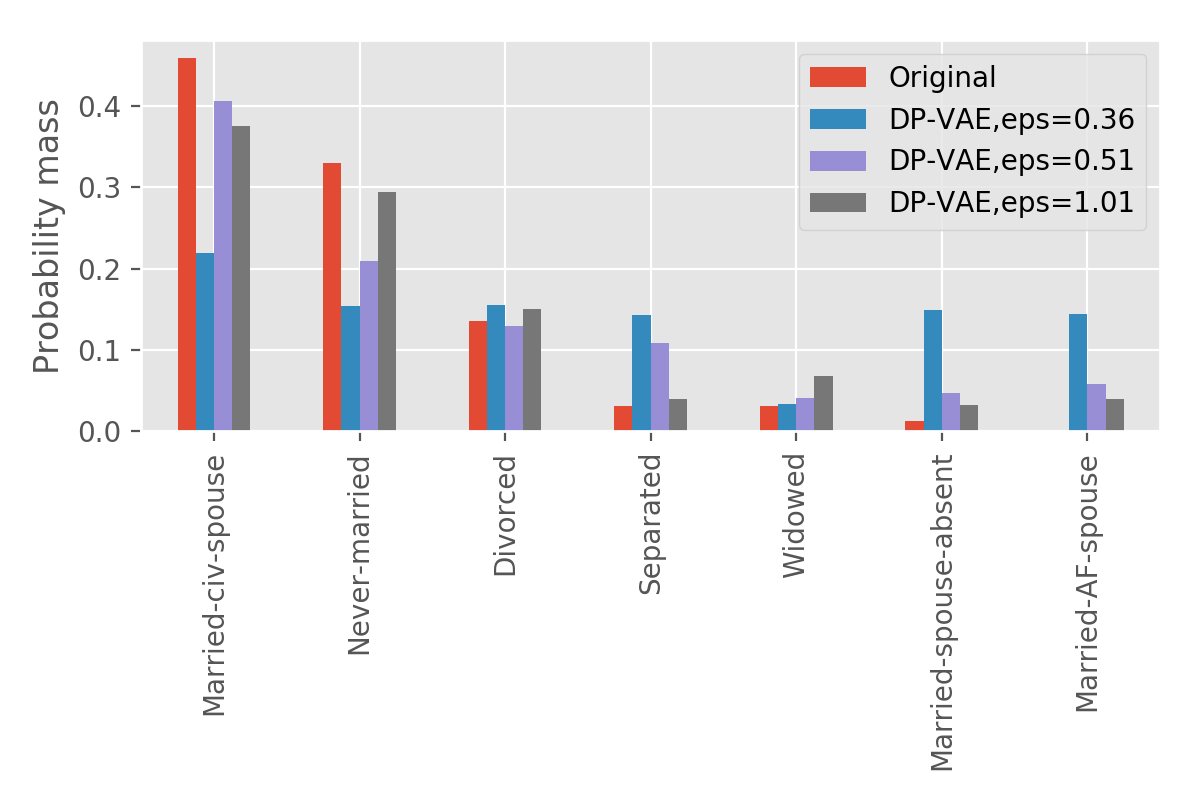 Probability mass
0.4
0.3
0.2
0.1
0.0
Original
DP-VAE,eps=0.36
DP-VAE,eps=0.51
DP-VAE,eps=1.01
Married-civ-spouse
Never-married
Divorced
Separated
Widowed
Married-spouse-absent
Married-AF-spouse